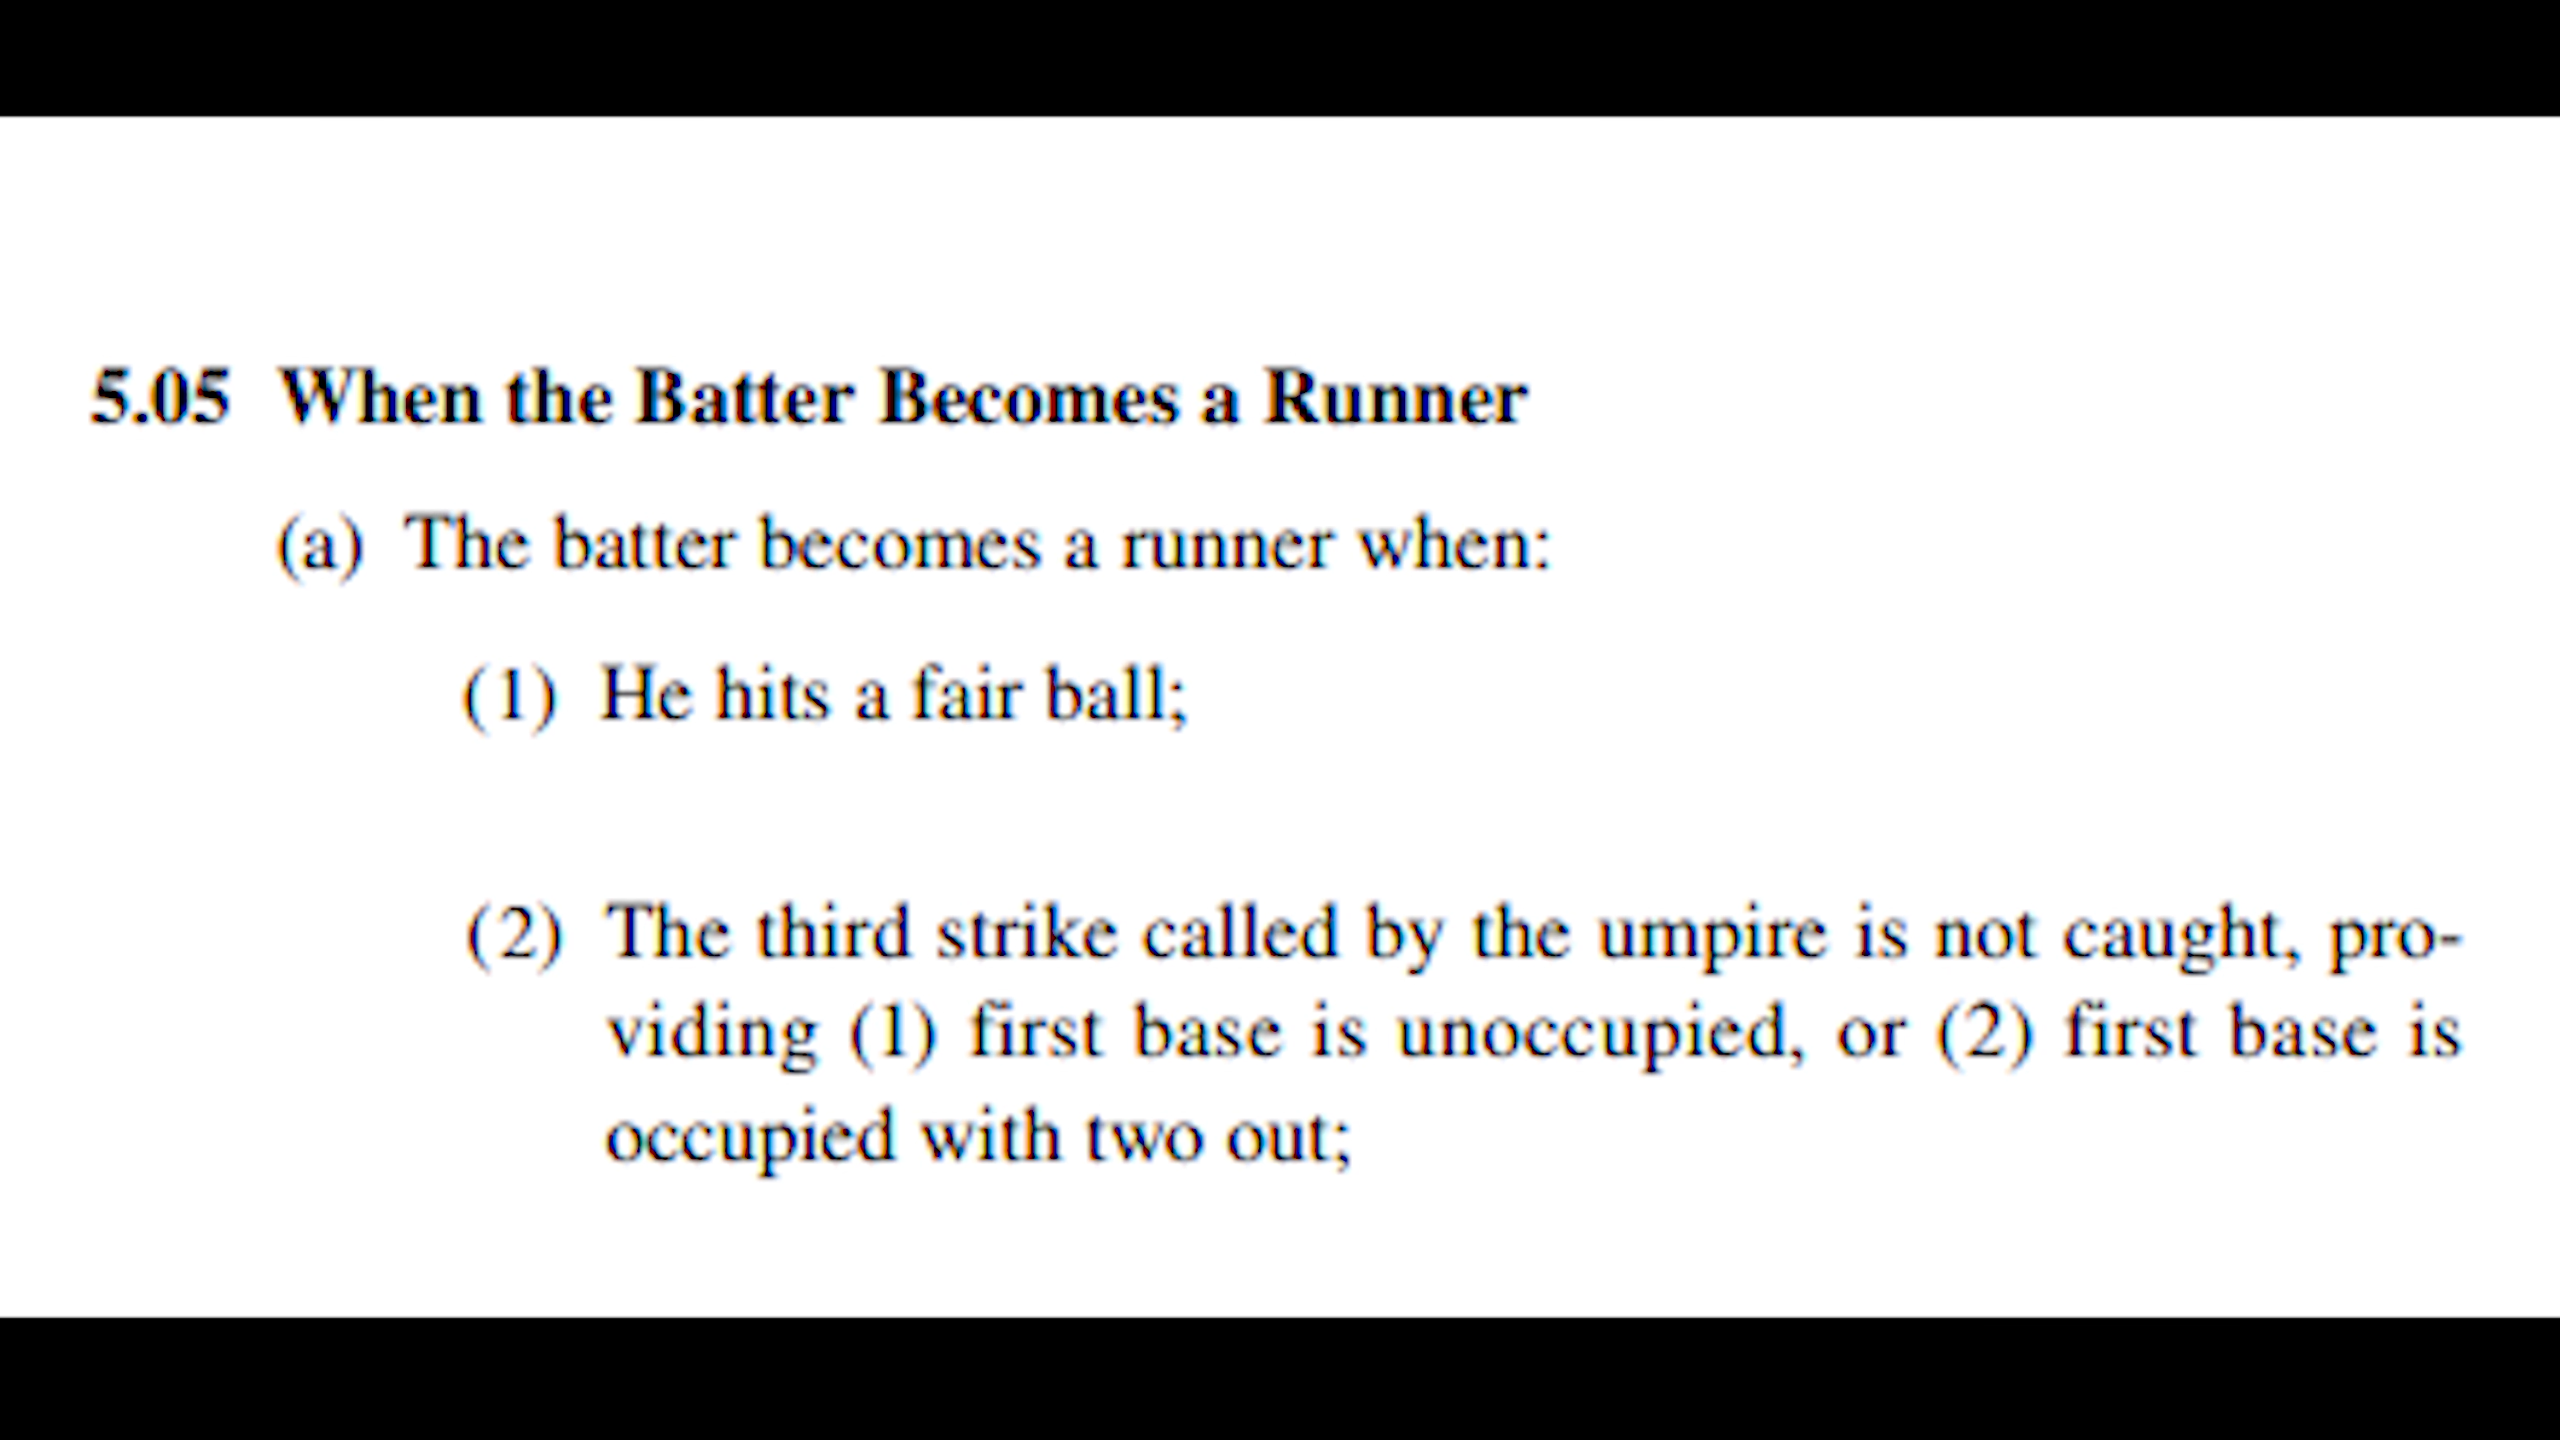 5.05 When the Batter Becomes a Runner
(a) The batter becomes a runner when:
(1) He hits a fair ball;
(2) The third strike called by the umpire is not caught, pro-
viding (1) first base is unoccupied, or (2) first base is
occupied with two out;